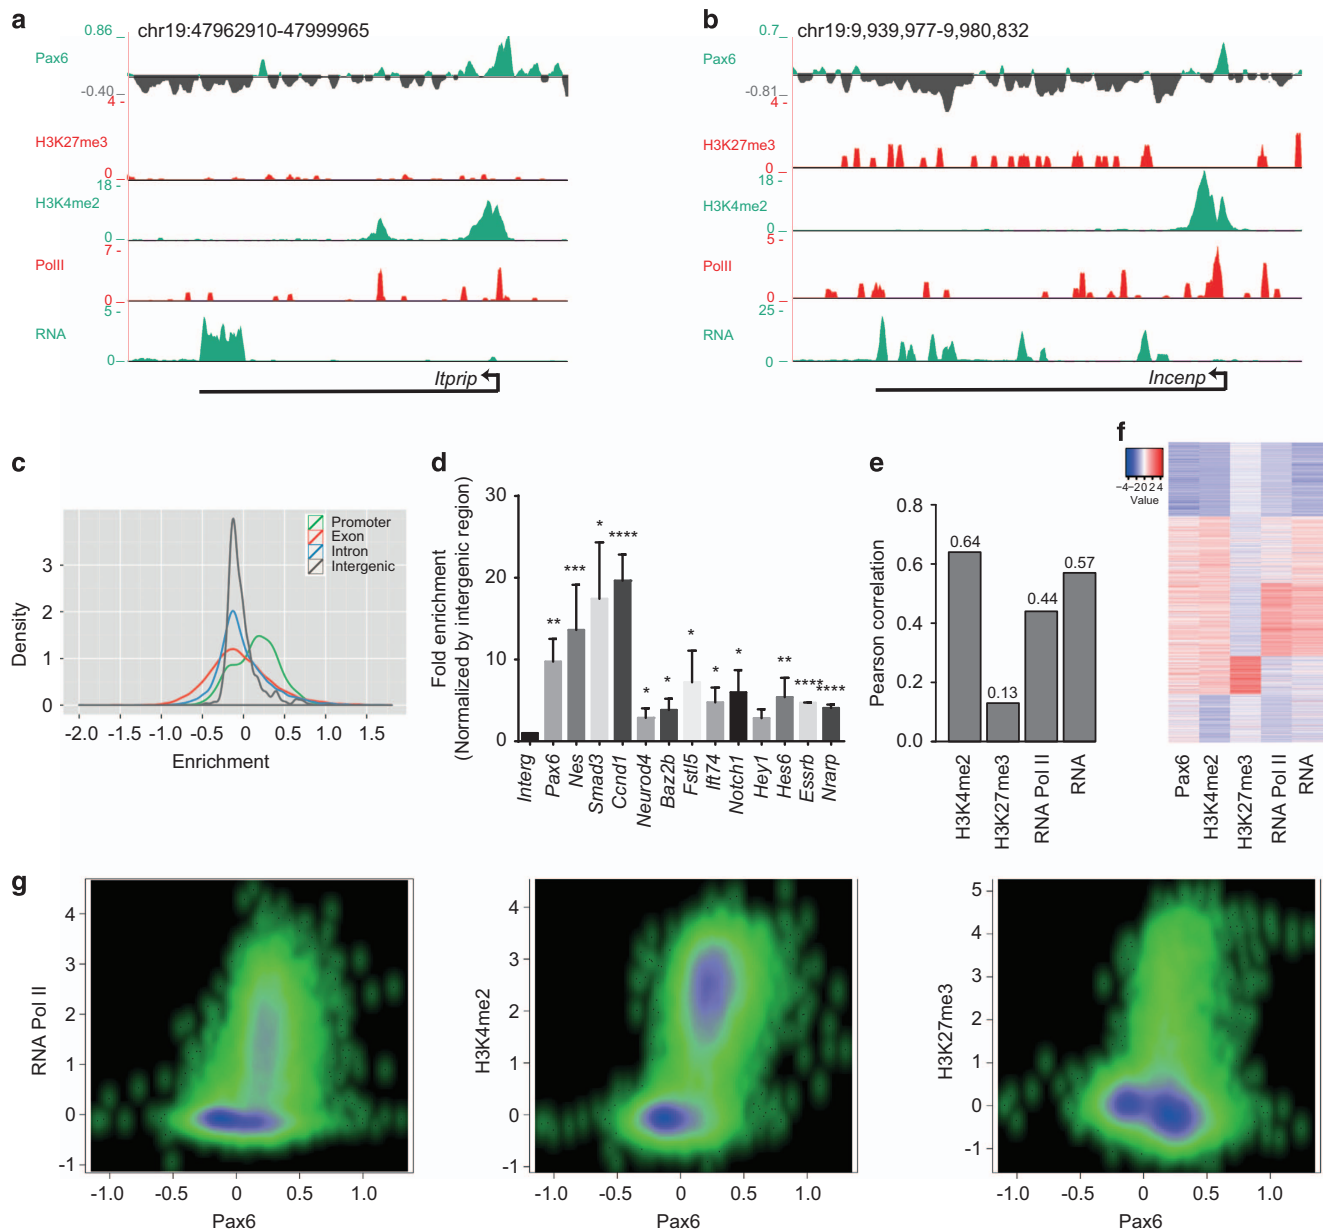 a
0.86
chr19:47962910-47999965
Pax6
-0.40
4
H3K27me3
0
18
H3K4me2
0
7
PolII
0
5
RNA
0
Itprip
b
0.7
chr19:9,939,977-9,980,832
Pax6
-0.81
4
H3K27me3
0
18
H3K4me2
0
5
PolII
0
25
RNA
0
Incenp
c
Promoter
Exon
Intron
Intergenic
Density
3
2
1
0
-2.0 -1.5 -1.0 -0.5 0 0.5 1.0 1.5
Enrichment
d
Fold enrichment
(Normalized by intergenic region)
30
20
10
0
** *** * **** * * * * * ** **** ****
Interg Pax6 Nes Smad3 Ccnd1 Neurod4 Baz2b Fstl5 Ift74 Notch1 Hey1 Hes6 Essrb Nrarp
e
Pearson correlation
0.8
0.6
0.4
0.2
0.0
0.64
0.13
0.44
0.57
H3K4me2 H3K27me3 RNA Pol II RNA
f
-4-20 2 4
Value
Pax6 H3K4me2 H3K27me3 RNA Pol II RNA
g
RNA Pol II
4
3
2
1
0
-1
-1.0 -0.5 0 0.5 1.0
Pax6
H3K4me2
4
3
2
1
0
-1
-1.0 -0.5 0 0.5 1.0
Pax6
H3K27me3
5
4
3
2
1
0
-1
-1.0 -0.5 0 0.5 1.0
Pax6